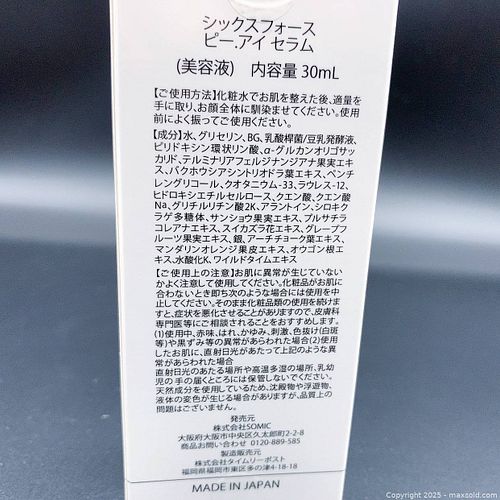 シックスフォース
ピー.アイ セラム
(美容液) 内容量 30mL
【ご使用方法】化粧水でお肌を整えた後、適量を
手に取り、お顔全体に馴染ませてください。使用
前によく振ってご使用ください。
【成分】水、グリセリン、BG、乳酸桿菌/豆乳発酵液、
ピリドキシン環状リン酸、α-グルカンオリゴサッ
カリド、テルミナリアフェルジナンジアナ果実エキ
ス、バクホウシアシントリオドラ葉エキス、ペンチ
レングリコール、クオタニウム-33、ラウレス-12、
ヒドロキシエチルセルロース、クエン酸、クエン酸
Na、グリチルリチン酸2K、アラントイン、シロキク
ラゲ多糖体、サンショウ果実エキス、プルサチラ
コレアナエキス、スイカズラ花エキス、グレープフ
ルーツ果実エキス、銀、アーチチョーク葉エキス、
マンダリンオレンジ果皮エキス、オウゴン根エ
キス、水酸化K、ワイルドタイムエキス
【ご使用上の注意】お肌に異常が生じていない
かよく注意して使用してください。化粧品がお肌に
合わないとき即ち次のような場合には使用を中
止してください。そのまま化粧品類の使用を続けま
すと、症状を悪化させることがありますので、皮膚科
専門医等にご相談されることをおすすめします。
(1)使用中、赤味、はれ、かゆみ、刺激、色抜け(白斑
等)や黒ずみ等の異常があらわれた場合(2)使用
したお肌に、直射日光があたって上記のような異
常があらわれた場合
直射日光のあたる場所や高温多湿の場所、乳幼
児の手の届くところには保管しないでください。
天然成分を使用しているため、沈殿物や浮遊物、
液体の変色が生じる場合がありますが、品質上の
問題はございません。
発売元
株式会社SOMIC
大阪府大阪市中央区久太郎町2-2-8
商品お問い合わせ 0120-889-585
製造販売元
株式会社タイムリーポスト
福岡県福岡市東区多の津4-18-18
MADE IN JAPAN
Copyright 2025 - maxsold.com